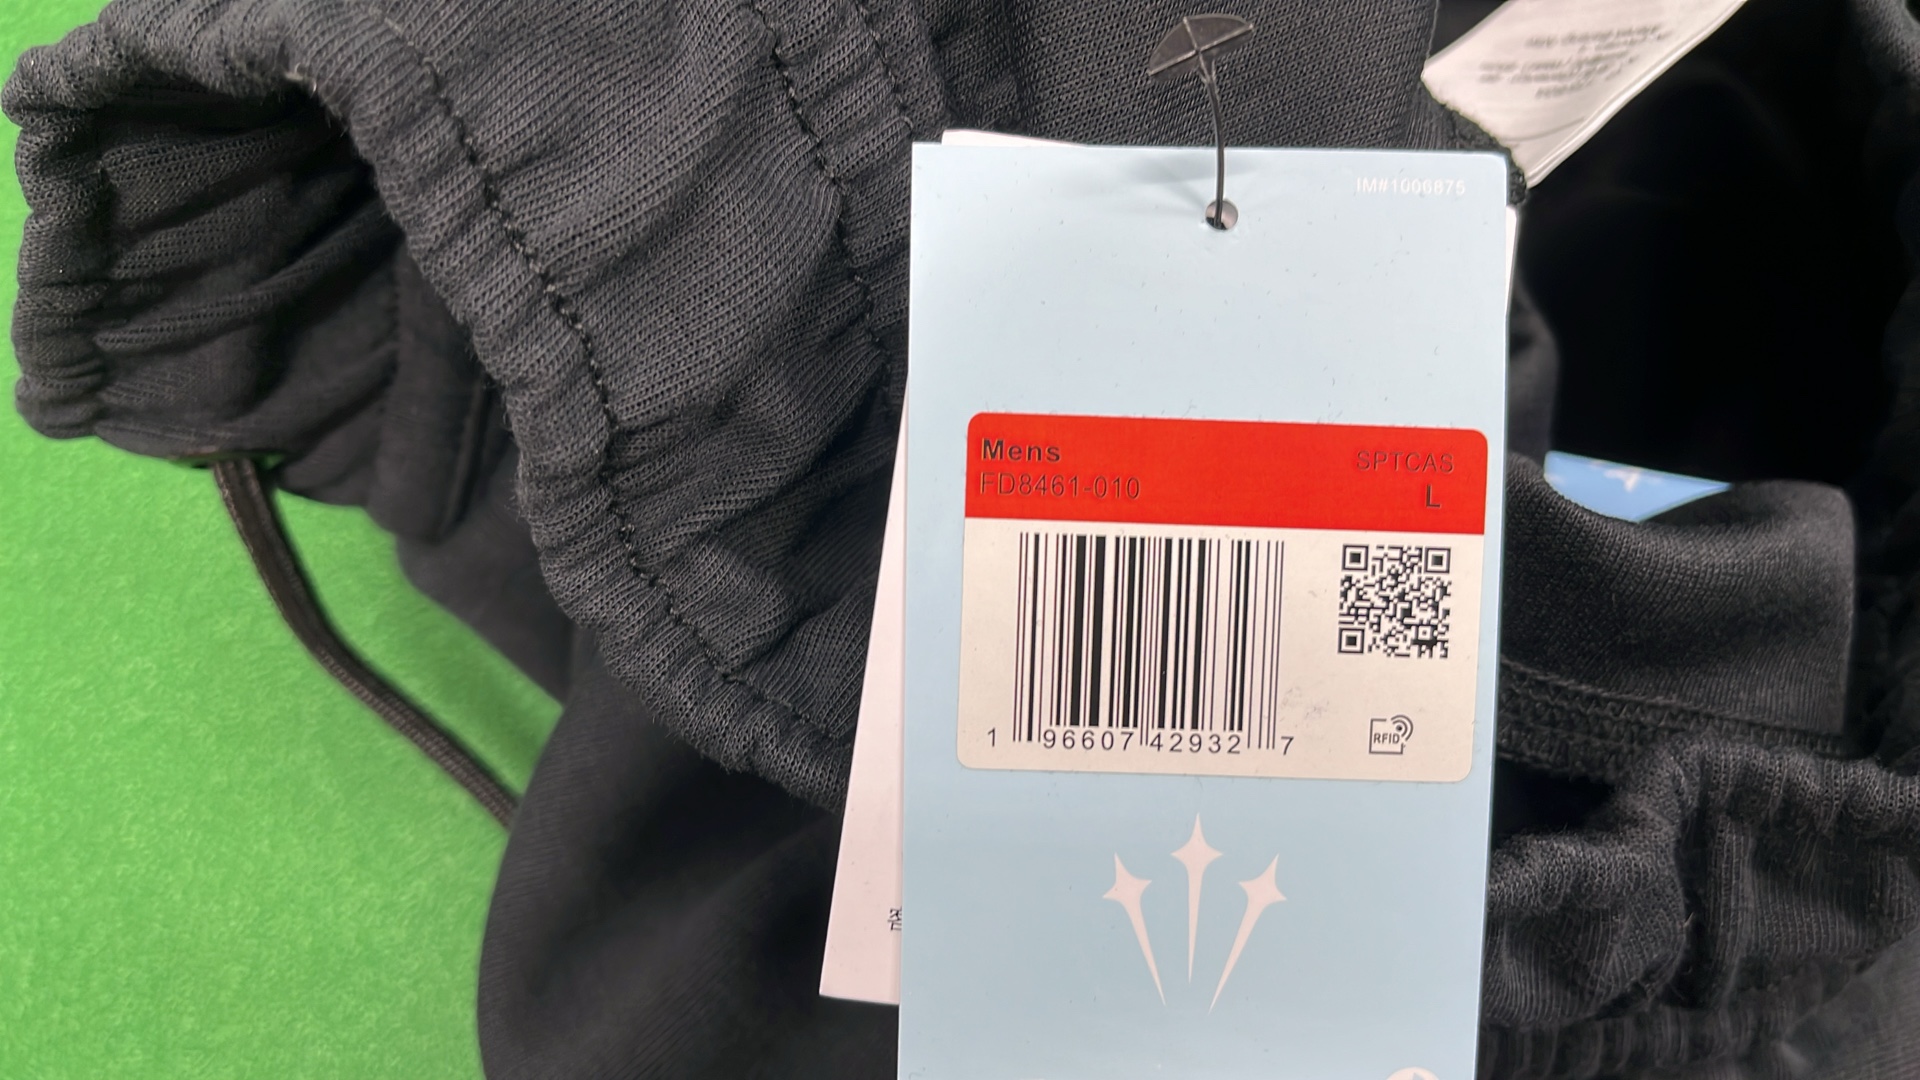 IM#1006875
Mens
SPTCAS
FD8461-010
L
1 96607 42932 7
RFID